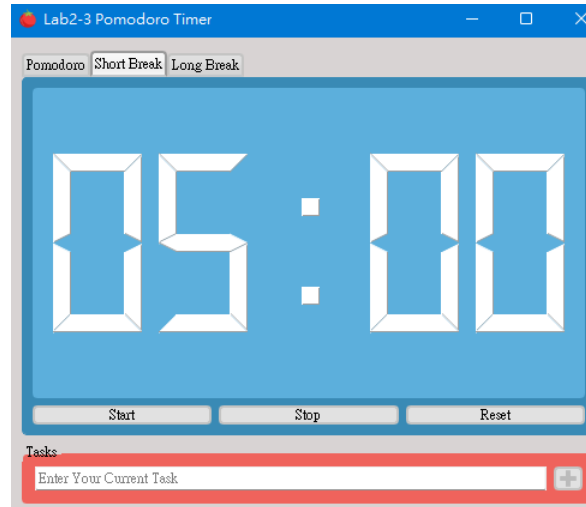 Lab2-3 Pomodoro Timer
Pomodoro Short Break Long Break
05:00
Start Stop Reset
Tasks
Enter Your Current Task